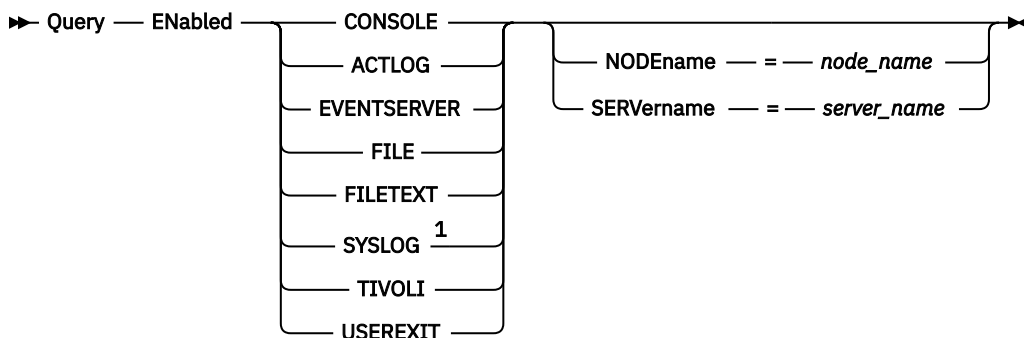 Query ENabled CONSOLE
ACTLOG NODEname = node_name
EVENTSERVER SERVername = server_name
FILE
FILETEXT
SYSLOG 1
TIVOLI
USEREXIT